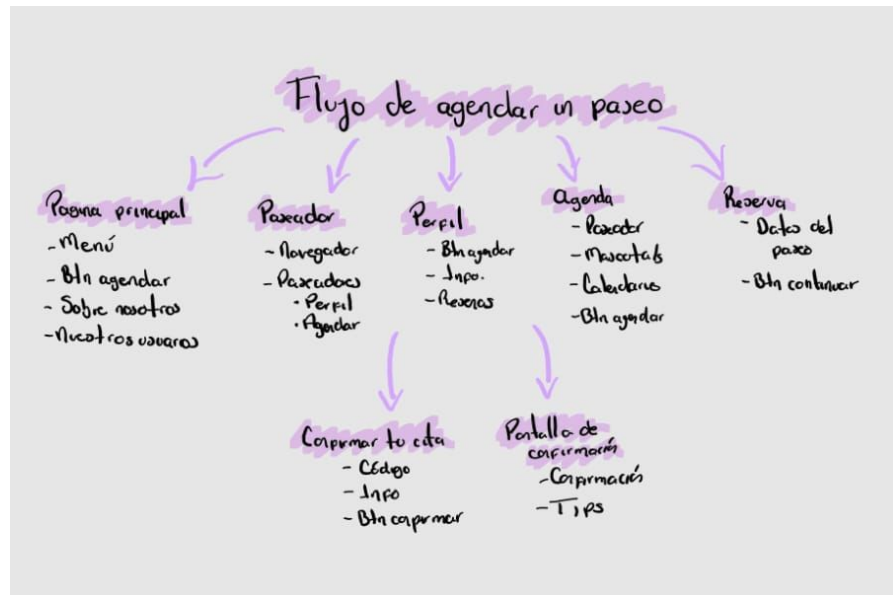 Flujo de agendar un paseo
Pagina principal
- Menú
- Btn agendar
- Sobre nosotros
- Nuestros usuarios
Paseador
- Navegador
- Paseadores
• Perfil
• Agendar
Perfil
- Btn agendar
- Info.
- Resenas
Agenda
- Paseador
- Mascotas
- Calendario
- Btn agendar
Reserva
- Datos del
paseo
- Btn continuar
Confirmar tu cita
- Código
- Info
- Btn confirmar
Pantalla de
confirmación
- Confirmación
- Tips